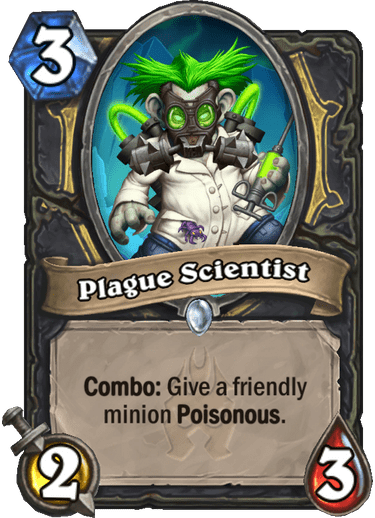 3
Plague Scientist
Combo: Give a friendly
minion Poisonous.
2
3